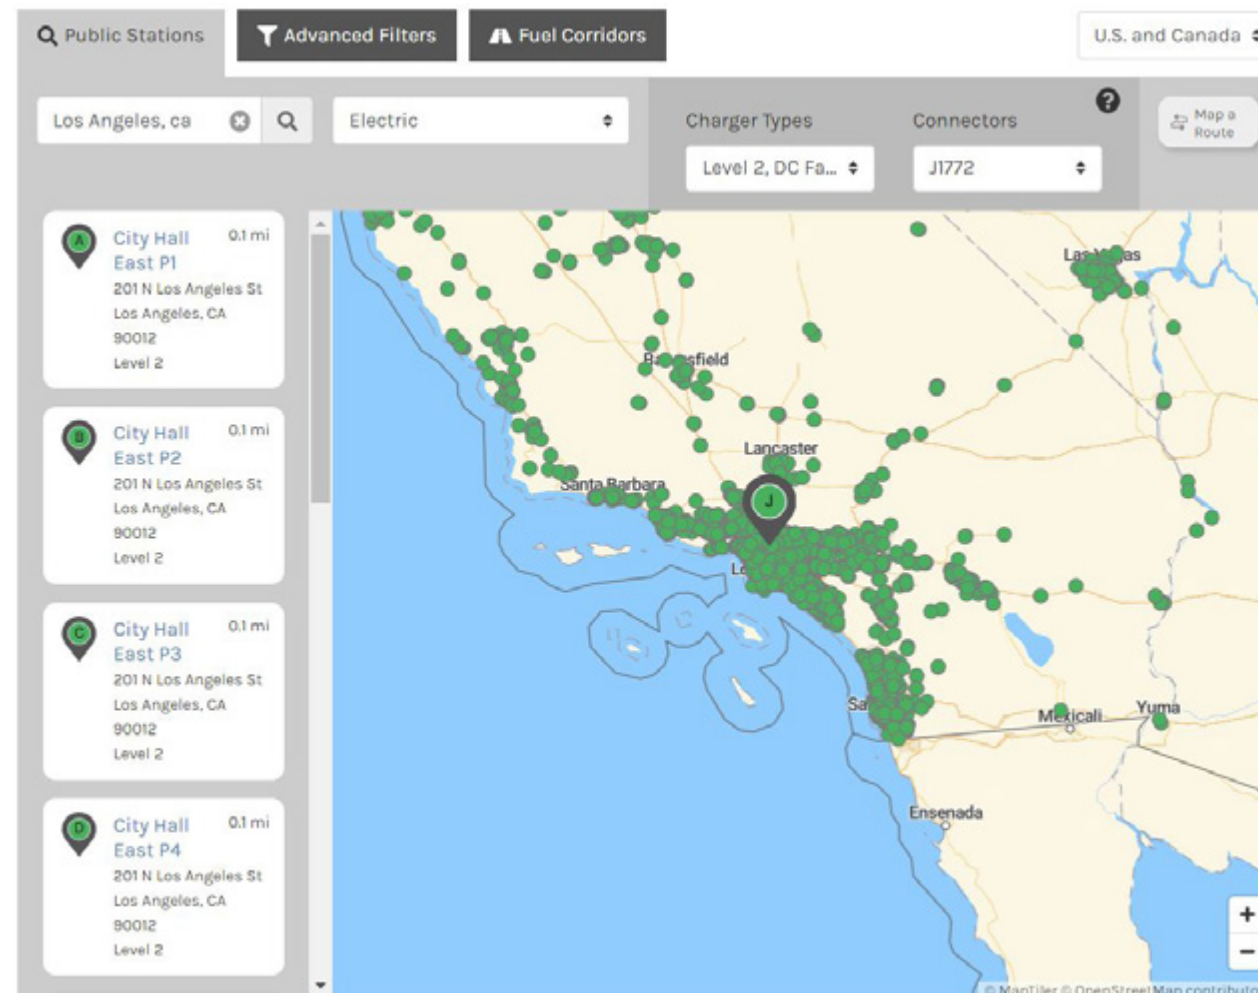 Public Stations
Advanced Filters
Fuel Corridors
U.S. and Canada
Los Angeles, ca
Electric
Charger Types
Connectors
?
Level 2, DC Fa...
J1772
Map a
Route
A
City Hall
East P1
0.1 mi
201 N Los Angeles St
Los Angeles, CA
90012
Level 2
B
City Hall
East P2
0.1 mi
201 N Los Angeles St
Los Angeles, CA
90012
Level 2
C
City Hall
East P3
0.1 mi
201 N Los Angeles St
Los Angeles, CA
90012
Level 2
D
City Hall
East P4
0.1 mi
201 N Los Angeles St
Los Angeles, CA
90012
Level 2
Lancaster
Santa Barbara
J
Mexicali
Yuma
Ensenada
+
−
© MapTiler © OpenStreetMap contributo